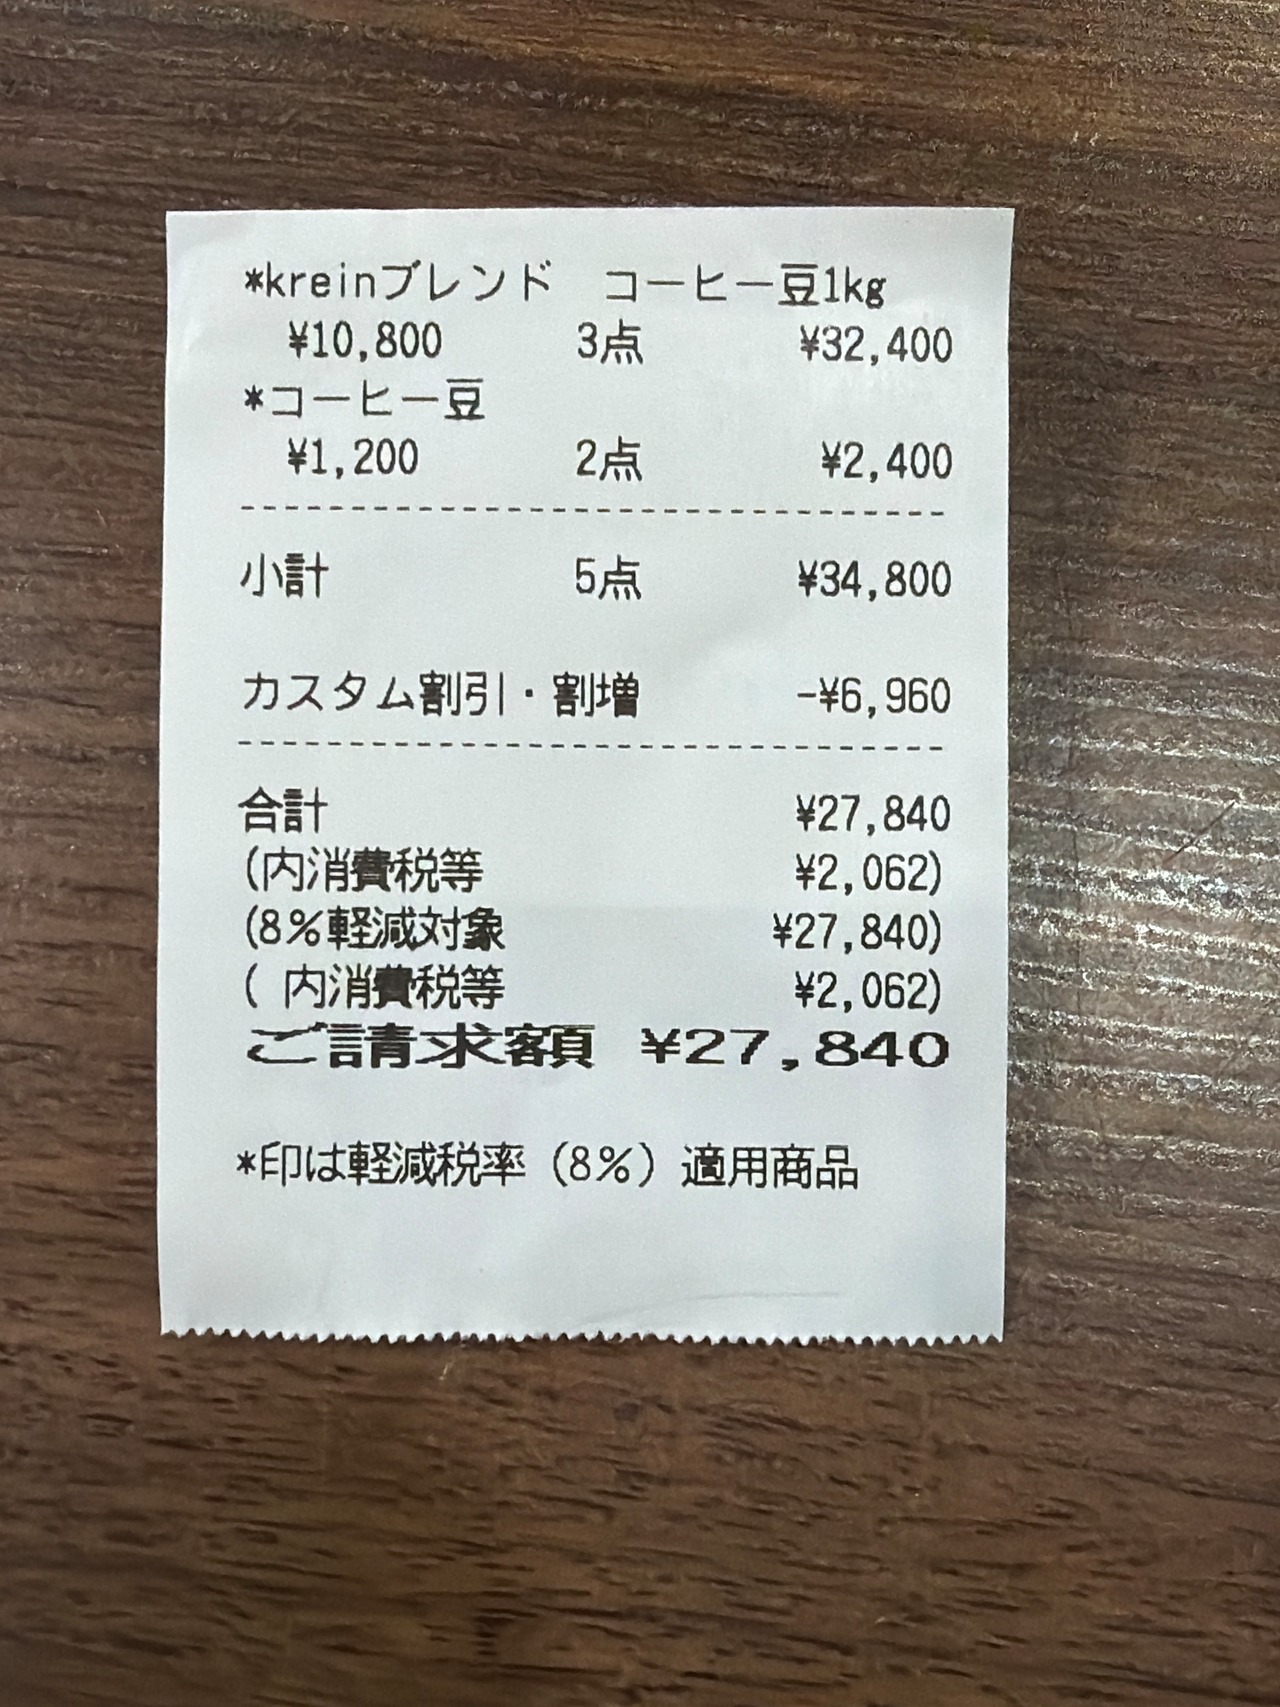 *kreinブレンド　コーヒー豆1kg
¥10,800 3点 ¥32,400
*コーヒー豆
¥1,200 2点 ¥2,400
--------------------------------
小計 5点 ¥34,800
カスタム割引・割増 -¥6,960
--------------------------------
合計 ¥27,840
(内消費税等 ¥2,062)
(8%軽減対象 ¥27,840)
( 内消費税等 ¥2,062)
ご請求額 ¥27,840
*印は軽減税率（8%）適用商品